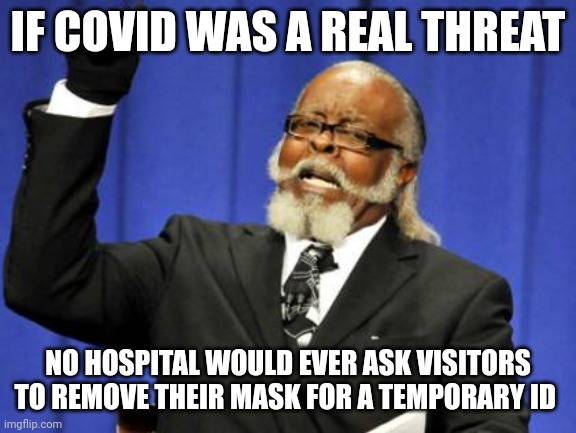 IF COVID WAS A REAL THREAT
NO HOSPITAL WOULD EVER ASK VISITORS
TO REMOVE THEIR MASK FOR A TEMPORARY ID
imgflip.com